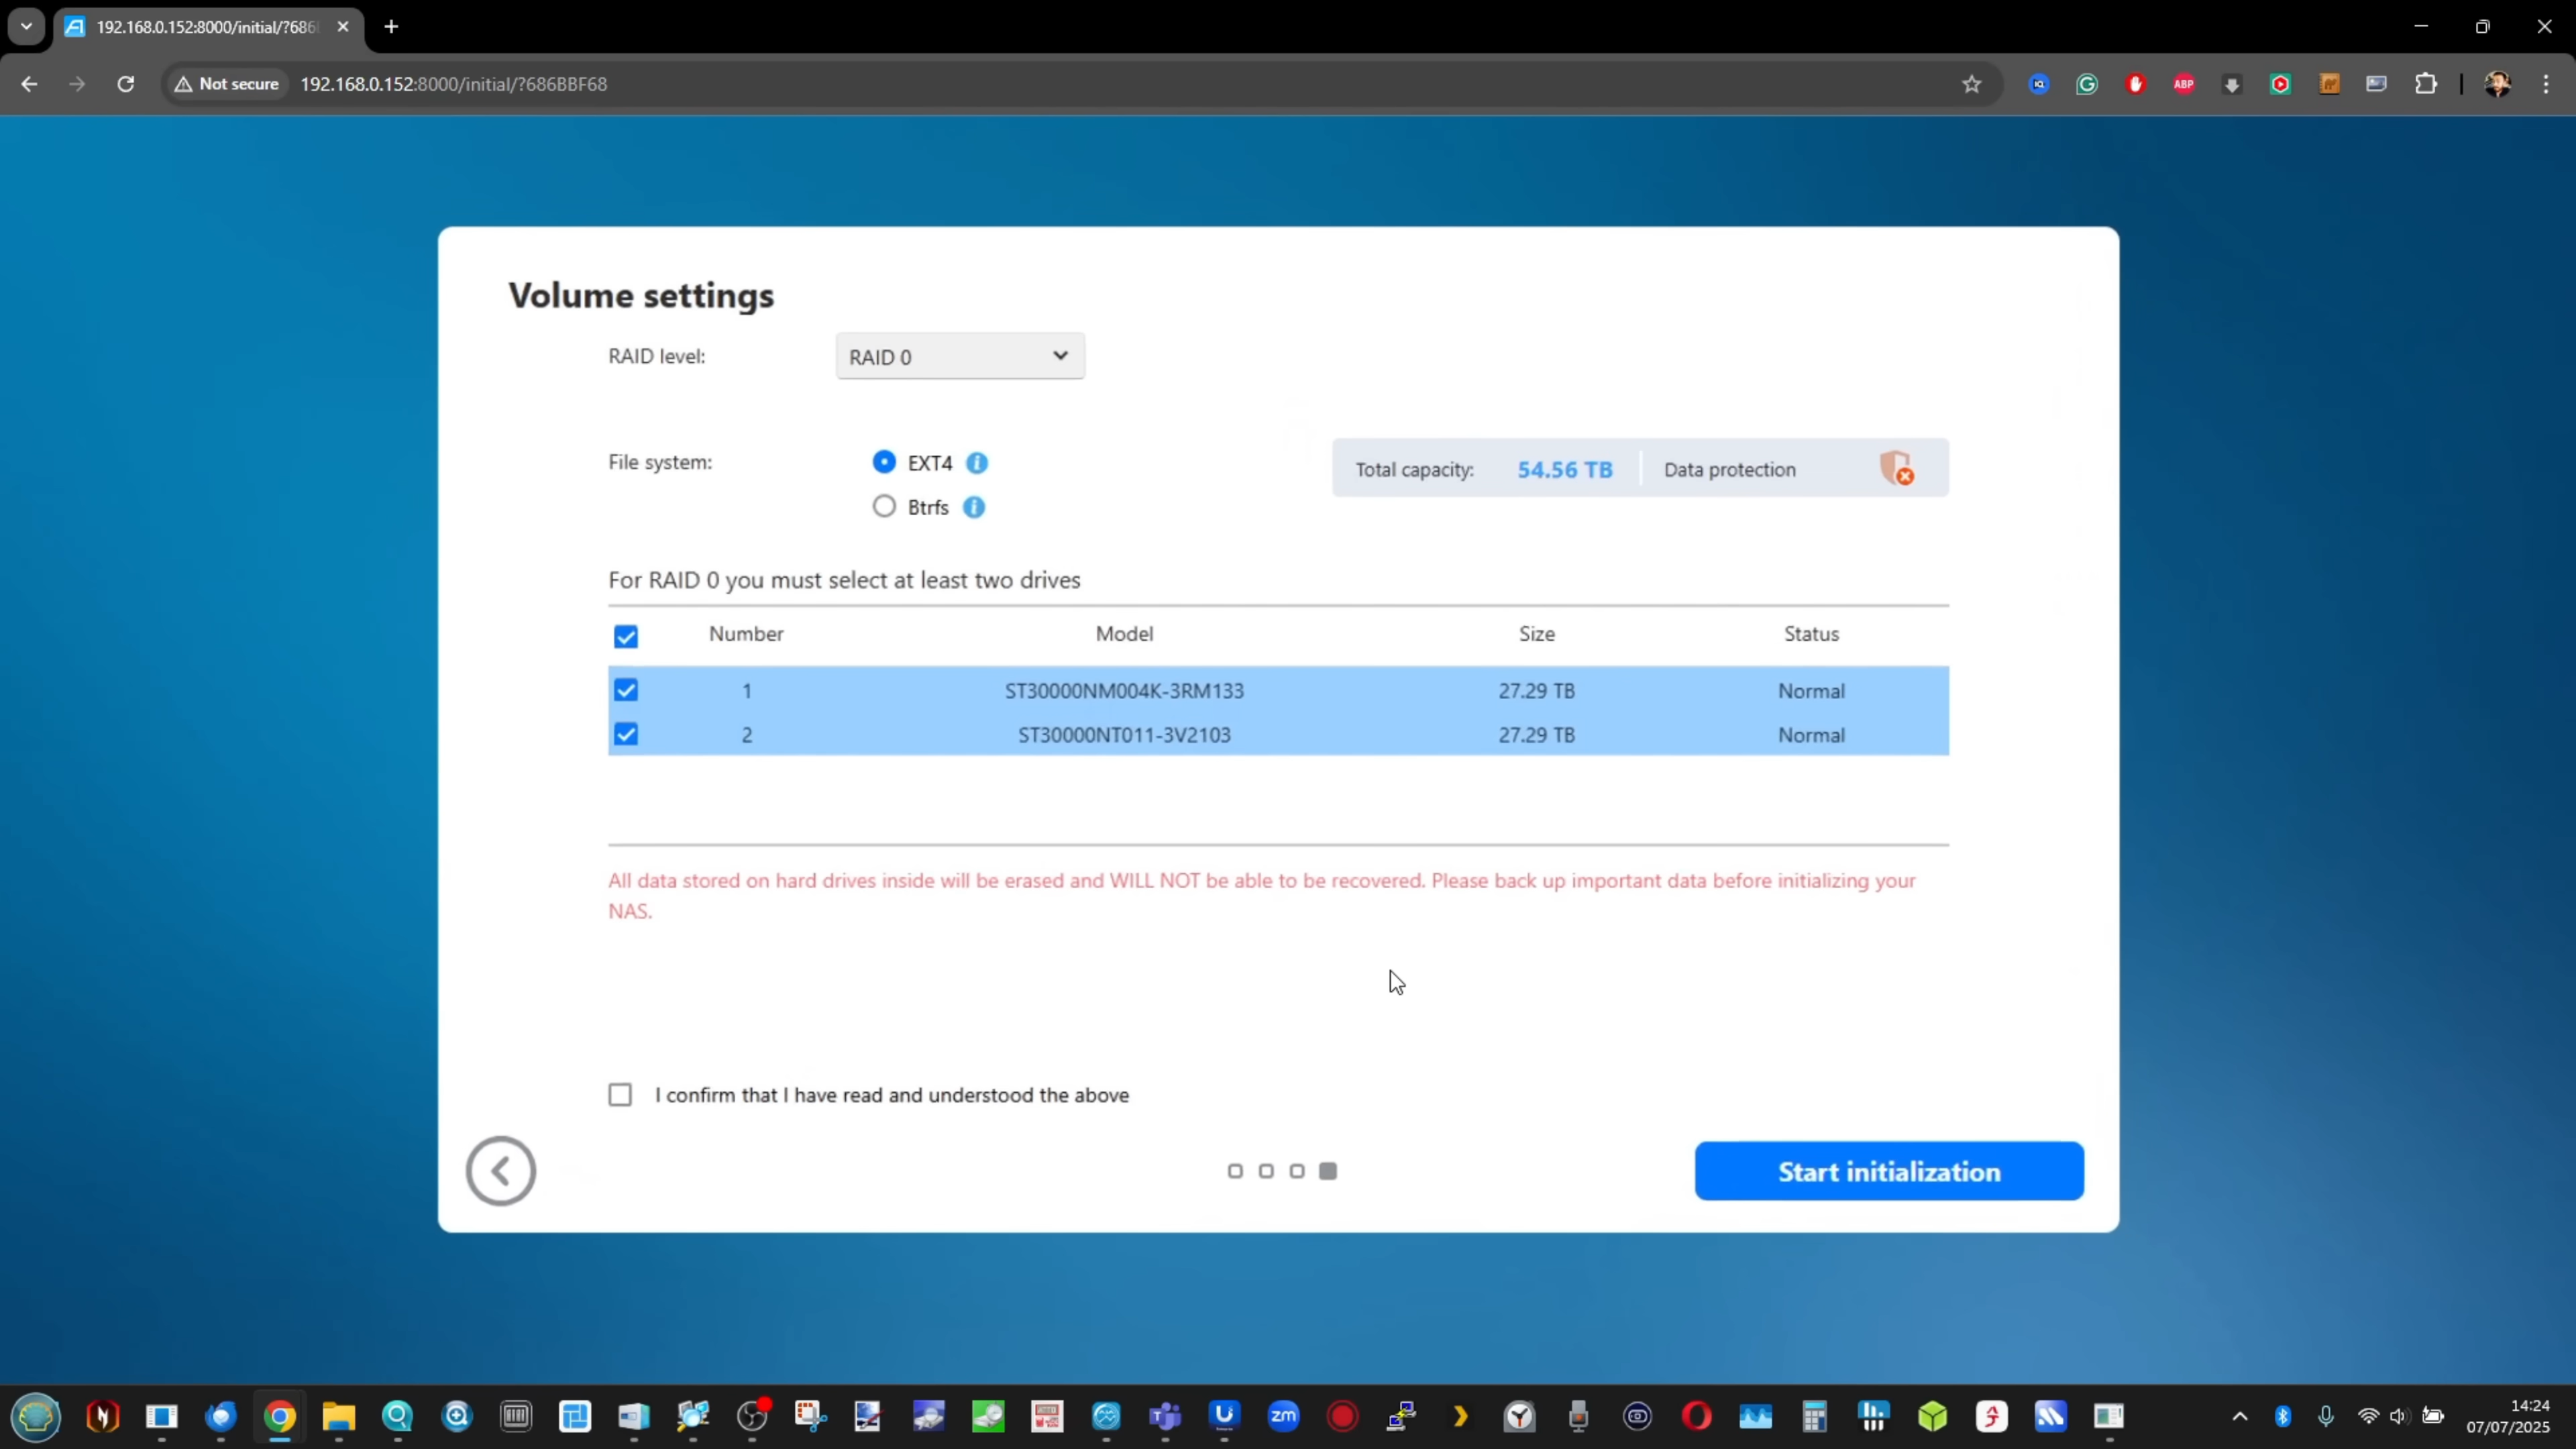 192.168.0.152:8000/initial/?686
Not secure
192.168.0.152:8000/initial/?686BBF68
ABP
Volume settings
RAID level:
RAID 0
File system:
EXT4
Btrfs
Total capacity:
54.56 TB
Data protection
For RAID 0 you must select at least two drives
Number Model Size Status
1 ST30000NM004K-3RM133 27.29 TB Normal
2 ST30000NT011-3V2103 27.29 TB Normal
All data stored on hard drives inside will be erased and WILL NOT be able to be recovered. Please back up important data before initializing your
NAS.
I confirm that I have read and understood the above
Start initialization
zm
14:24
07/07/2025